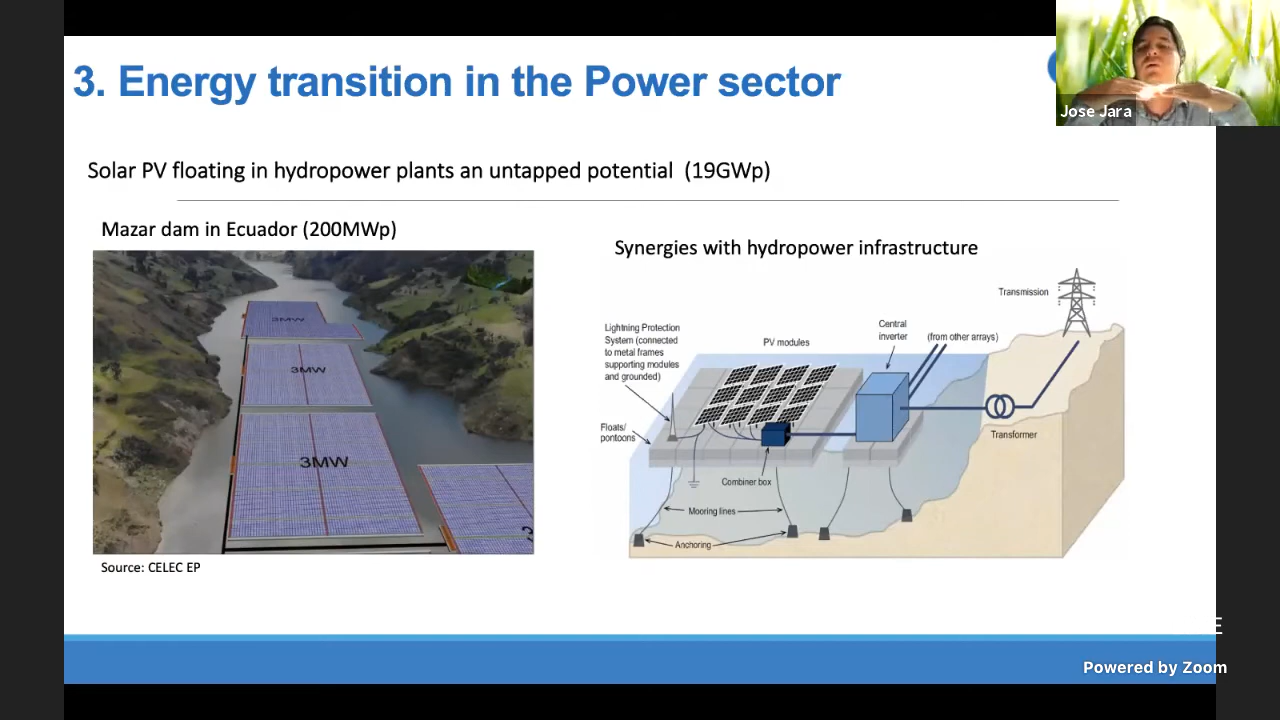 3. Energy transition in the Power sector
Jose Jara
Solar PV floating in hydropower plants an untapped potential (19GWp)
Mazar dam in Ecuador (200MWp)
3MW
3MW
3MW
Source: CELEC EP
Synergies with hydropower infrastructure
Transmission
Lightning Protection
System (connected
to metal frames
supporting modules
and grounded)
PV modules
Central
inverter
(from other arrays)
Floats/
pontoons
Transformer
Combiner box
Mooring lines
Anchoring
E
Powered by Zoom